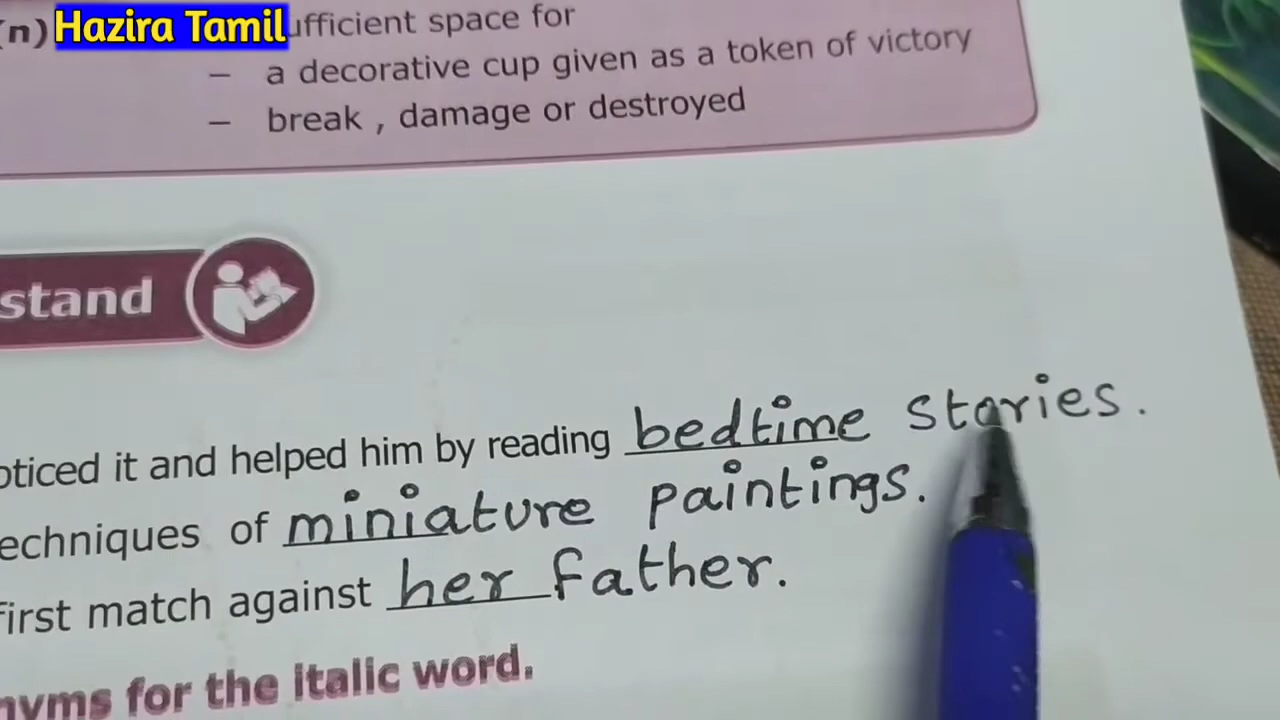 (n) Hazira Tamil ufficient space for
– a decorative cup given as a token of victory
– break , damage or destroyed
stand
oticed it and helped him by reading bedtime stories.
echniques of miniature paintings.
first match against her father.
nyms for the italic word.